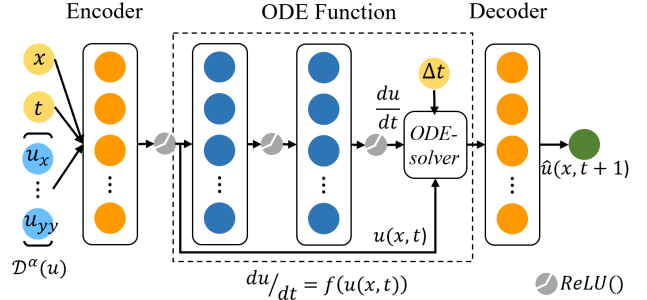 Encoder
ODE Function
Decoder
x
t
u_x
⋮
u_yy
𝒟^α(u)
⋮
⋮
⋮
du/dt
Δt
ODE-
solver
u(x, t)
⋮
û(x, t + 1)
du/dt = f(u(x, t))
ReLU()